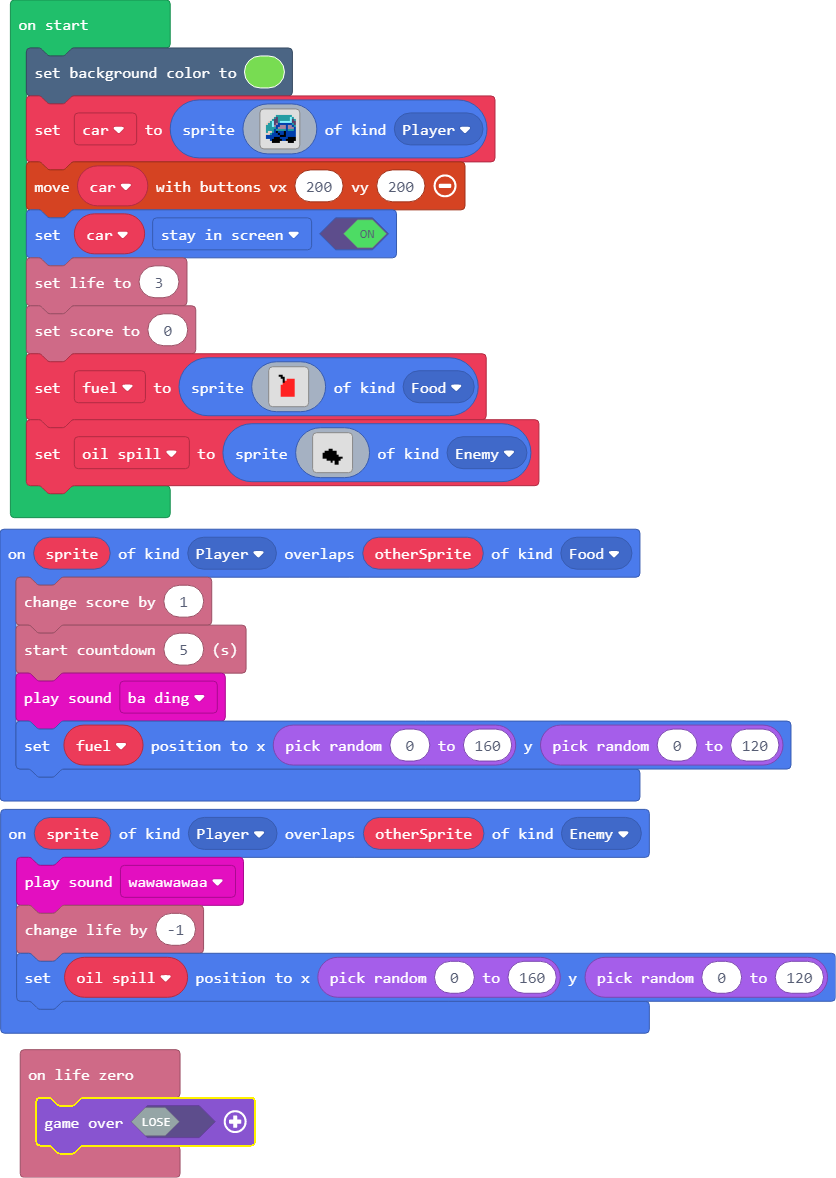 on start
set background color to
set car to sprite of kind Player
move car with buttons vx 200 vy 200
set car stay in screen ON
set life to 3
set score to 0
set fuel to sprite of kind Food
set oil spill to sprite of kind Enemy
on sprite of kind Player overlaps otherSprite of kind Food
change score by 1
start countdown 5 (s)
play sound ba ding
set fuel position to x pick random 0 to 160 y pick random 0 to 120
on sprite of kind Player overlaps otherSprite of kind Enemy
play sound wawawawaa
change life by -1
set oil spill position to x pick random 0 to 160 y pick random 0 to 120
on life zero
game over LOSE